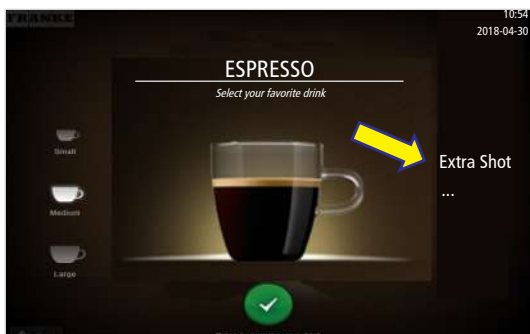 FRANKE
10:54
2018-04-30
ESPRESSO
Select your favorite drink
Small
Medium
Large
Extra Shot
...